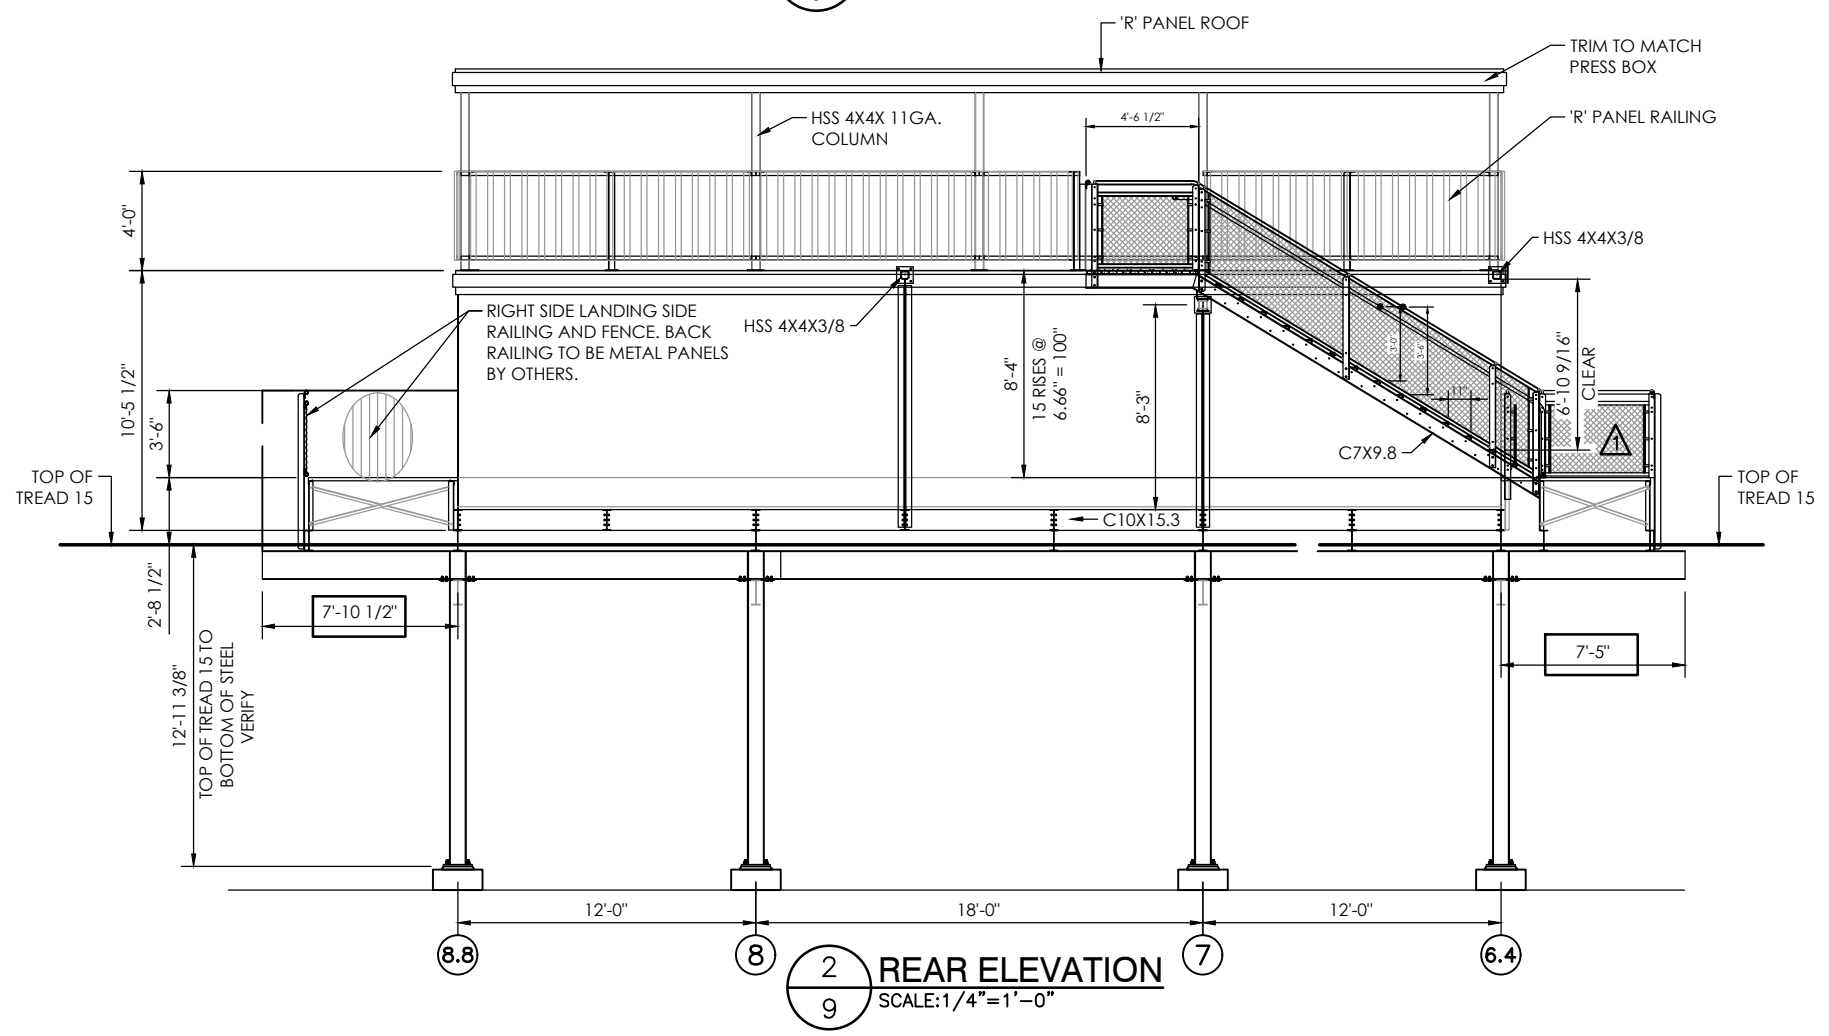 'R' PANEL ROOF
TRIM TO MATCH
PRESS BOX
HSS 4X4X 11GA.
COLUMN
4'-6 1/2"
'R' PANEL RAILING
4'-0"
HSS 4X4X3/8
RIGHT SIDE LANDING SIDE
RAILING AND FENCE. BACK
RAILING TO BE METAL PANELS
BY OTHERS.
HSS 4X4X3/8
10'-5 1/2"
3'-6"
8'-4"
15 RISES @
6.66" = 100"
8'-3"
3'-0"
3'-6"
11"
6'-10 9/16"
CLEAR
1
C7X9.8
TOP OF
TREAD 15
TOP OF
TREAD 15
C10X15.3
2'-8 1/2"
7'-10 1/2"
7'-5"
12'-11 3/8"
TOP OF TREAD 15 TO
BOTTOM OF STEEL
VERIFY
12'-0"
18'-0"
12'-0"
8.8
8
7
6.4
2
9
REAR ELEVATION
SCALE:1/4"=1'-0"